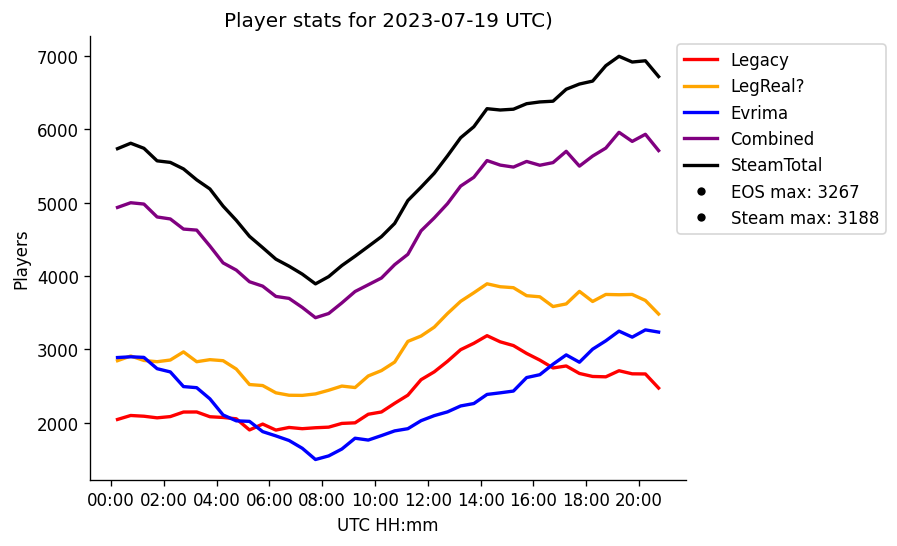 Player stats for 2023-07-19 UTC)
7000
6000
5000
4000
3000
2000
Players
00:00 02:00 04:00 06:00 08:00 10:00 12:00 14:00 16:00 18:00 20:00
UTC HH:mm
Legacy
LegReal?
Evrima
Combined
SteamTotal
EOS max: 3267
Steam max: 3188